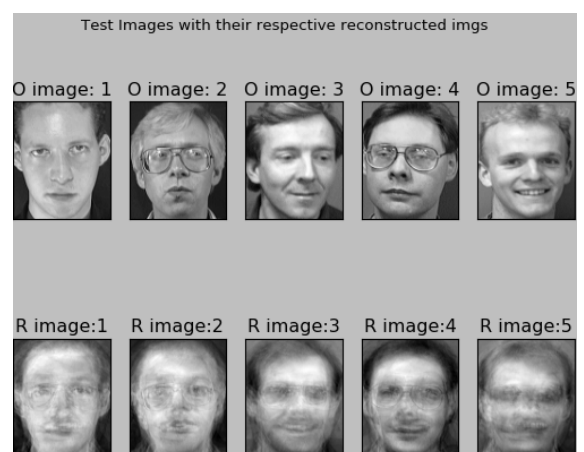 Test Images with their respective reconstructed imgs
O image: 1 O image: 2 O image: 3 O image: 4 O image: 5
R image:1 R image:2 R image:3 R image:4 R image:5